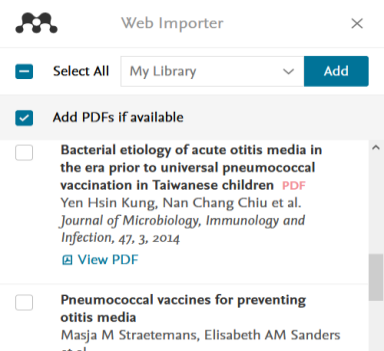 Web Importer
Select All
My Library
Add
Add PDFs if available
Bacterial etiology of acute otitis media in
the era prior to universal pneumococcal
vaccination in Taiwanese children PDF
Yen Hsin Kung, Nan Chang Chiu et al.
Journal of Microbiology, Immunology and
Infection, 47, 3, 2014
View PDF
Pneumococcal vaccines for preventing
otitis media
Masja M Straetemans, Elisabeth AM Sanders
et al.